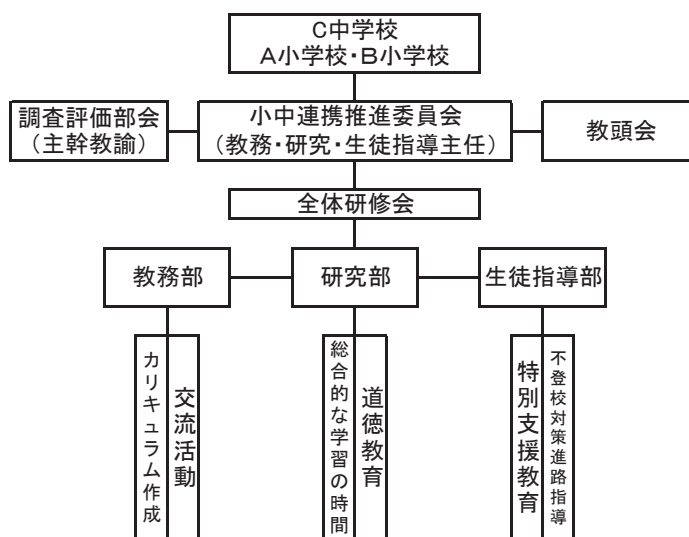 C中学校
A小学校・B小学校
調査評価部会
（主幹教諭）
小中連携推進委員会
（教務・研究・生徒指導主任）
教頭会
全体研修会
教務部
研究部
生徒指導部
カリキュラム作成
交流活動
総合的な学習の時間
道徳教育
特別支援教育
不登校対策進路指導